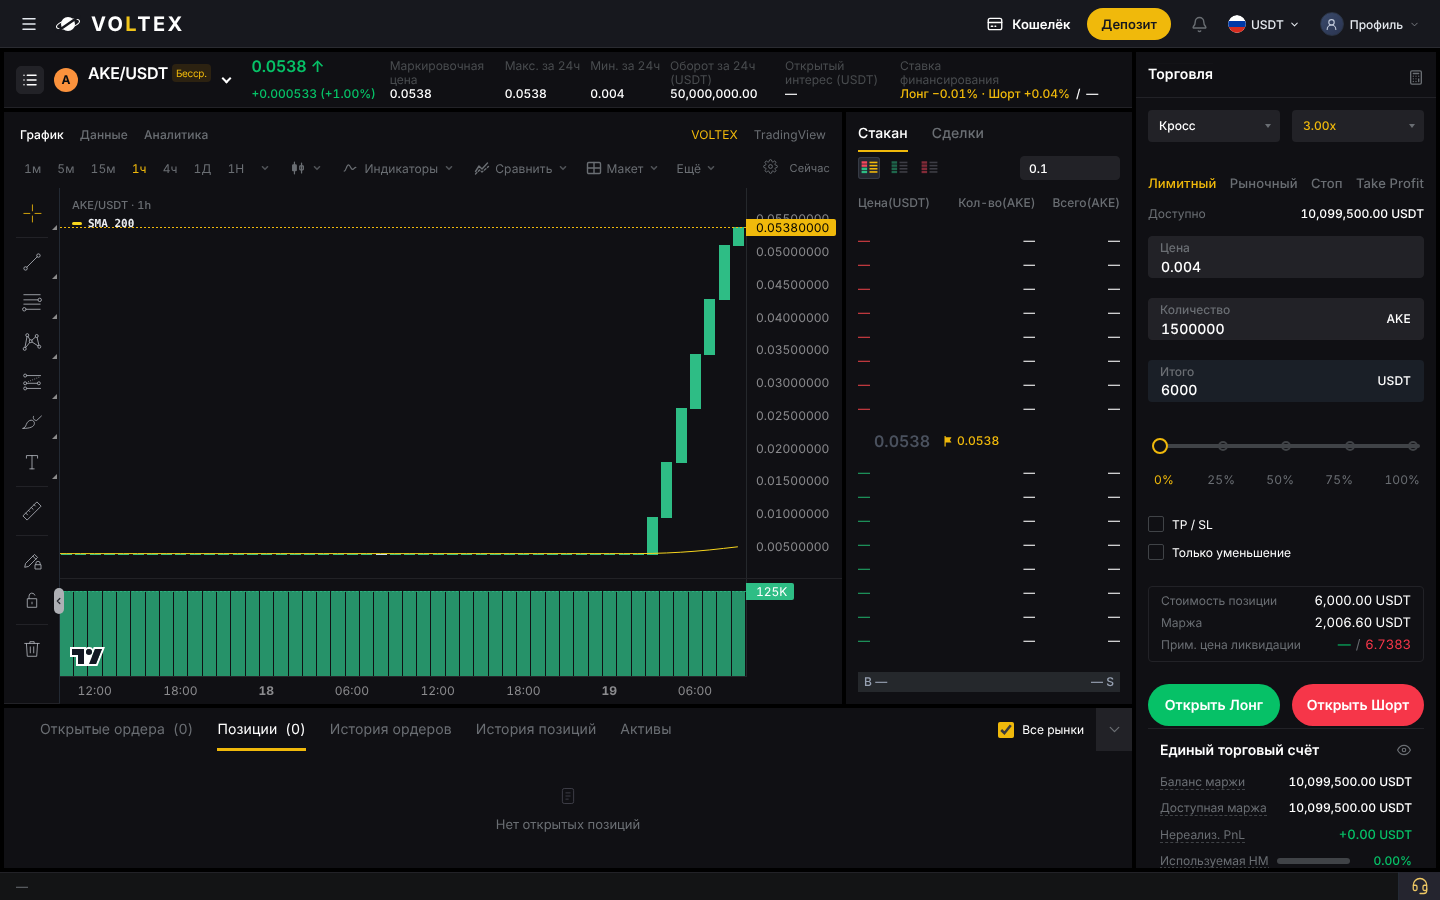 VOLTEX
Кошелёк
Депозит
USDT
Профиль
A
AKE/USDT
Бесср.
0.0538 ↑
+0.000533 (+1.00%)
Маркировочная цена
0.0538
Макс. за 24ч
0.0538
Мин. за 24ч
0.004
Оборот за 24ч (USDT)
50,000,000.00
Открытый интерес (USDT)
—
Ставка финансирования
Лонг −0.01% · Шорт +0.04% / —
График Данные Аналитика
VOLTEX TradingView
1м 5м 15м 1ч 4ч 1Д 1Н
Индикаторы
Сравнить
Макет
Ещё
Сейчас
AKE/USDT · 1h
SMA 200
0.05500000
0.05380000
0.05000000
0.04500000
0.04000000
0.03500000
0.03000000
0.02500000
0.02000000
0.01500000
0.01000000
0.00500000
125K
12:00 18:00 18 06:00 12:00 18:00 19 06:00
Стакан Сделки
0.1
Цена(USDT) Кол-во(AKE) Всего(AKE)
— — —
— — —
— — —
— — —
— — —
— — —
— — —
— — —
0.0538 0.0538
— — —
— — —
— — —
— — —
— — —
— — —
— — —
— — —
B — — S
Торговля
Кросс
3.00x
Лимитный Рыночный Стоп Take Profit
Доступно 10,099,500.00 USDT
Цена
0.004
Количество
1500000 AKE
Итого
6000 USDT
0% 25% 50% 75% 100%
TP / SL
Только уменьшение
Стоимость позиции 6,000.00 USDT
Маржа 2,006.60 USDT
Прим. цена ликвидации — / 6.7383
Открыть Лонг Открыть Шорт
Единый торговый счёт
Баланс маржи 10,099,500.00 USDT
Доступная маржа 10,099,500.00 USDT
Нереализ. PnL +0.00 USDT
Используемая НМ 0.00%
Открытые ордера (0) Позиции (0) История ордеров История позиций Активы
Все рынки
Нет открытых позиций
—